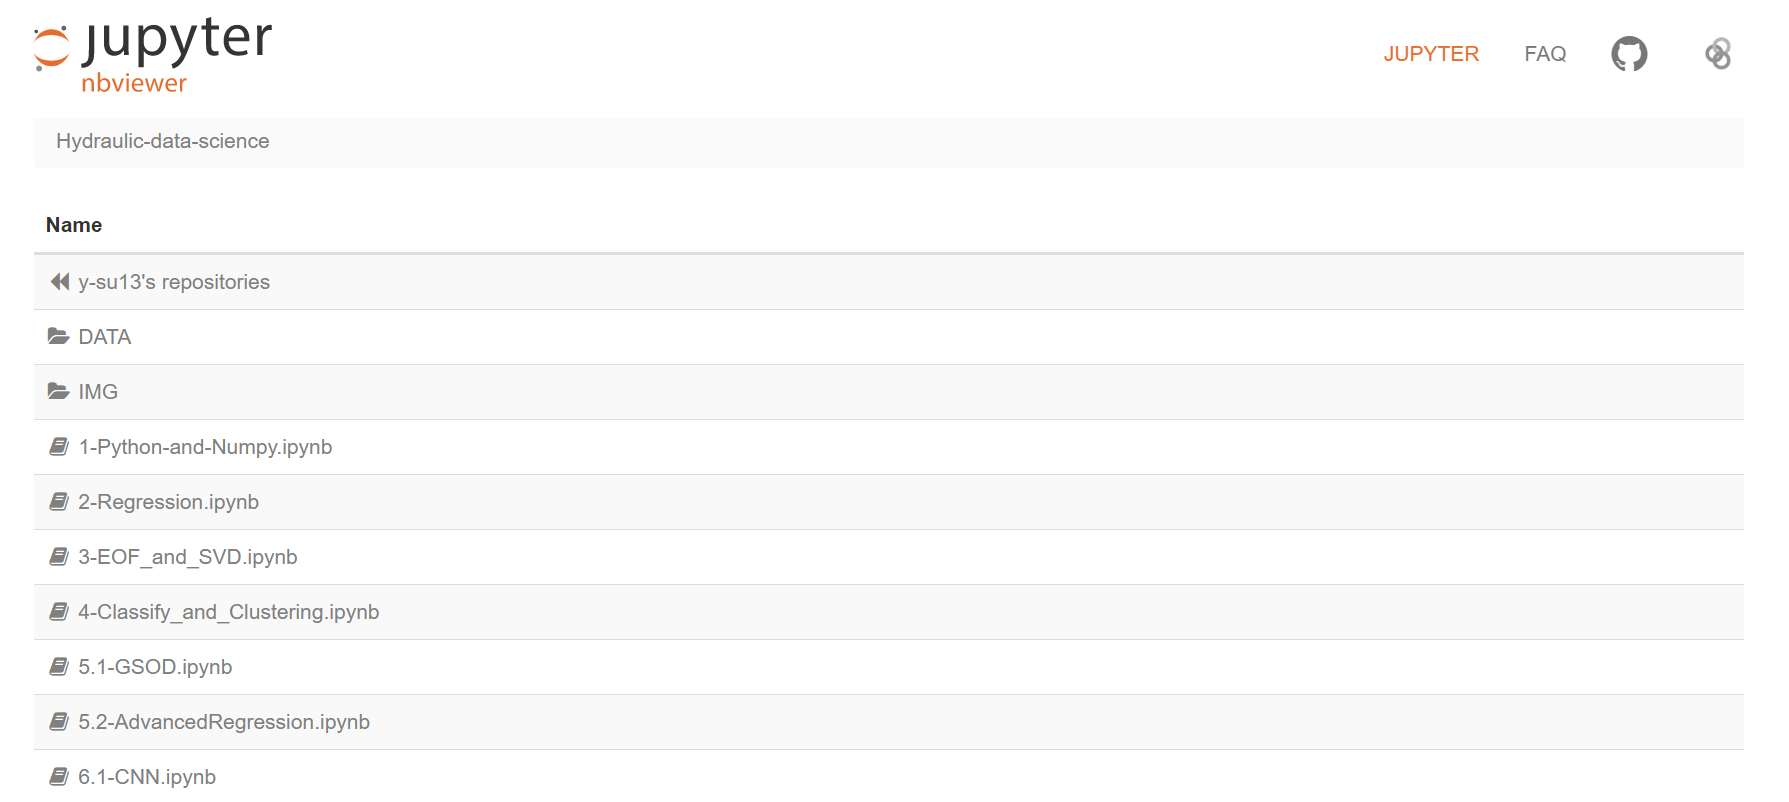 jupyter
nbviewer
JUPYTER FAQ
Hydraulic-data-science
Name
y-su13's repositories
DATA
IMG
1-Python-and-Numpy.ipynb
2-Regression.ipynb
3-EOF_and_SVD.ipynb
4-Classify_and_Clustering.ipynb
5.1-GSOD.ipynb
5.2-AdvancedRegression.ipynb
6.1-CNN.ipynb